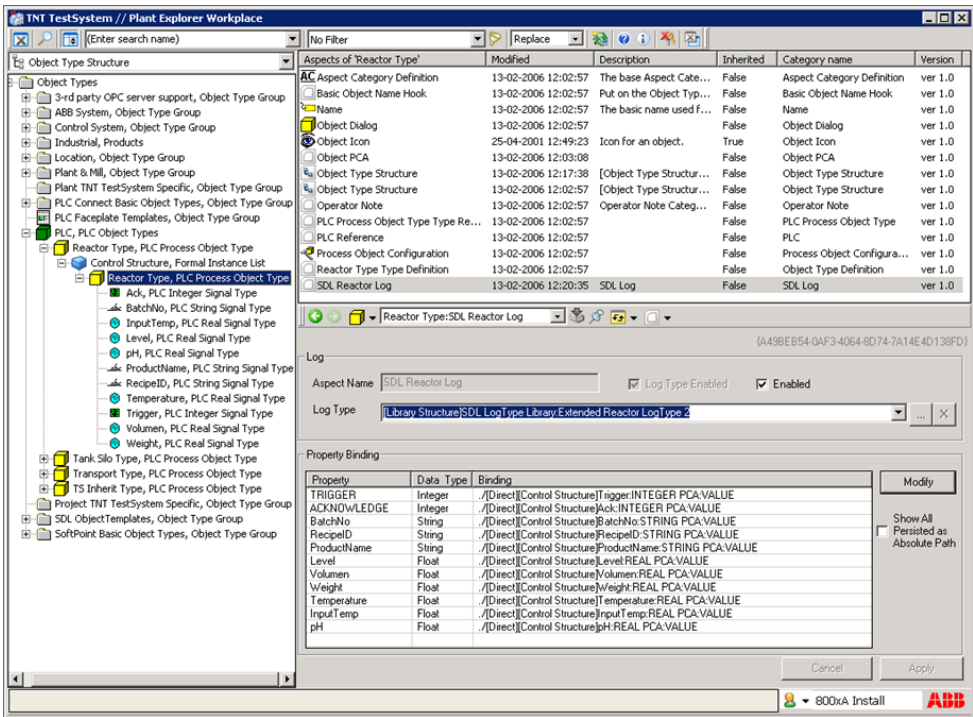 TNT TestSystem // Plant Explorer Workplace
(Enter search name)
No Filter
Replace
Object Type Structure
Object Types
3-rd party OPC server support, Object Type Group
ABB System, Object Type Group
Control System, Object Type Group
Industrial, Products
Location, Object Type Group
Plant & Mill, Object Type Group
Plant TNT TestSystem Specific, Object Type Group
PLC Connect Basic Object Types, Object Type Group
PLC Faceplate Templates, Object Type Group
PLC, PLC Object Types
Reactor Type, PLC Process Object Type
Control Structure, Formal Instance List
Reactor Type, PLC Process Object Type
Ack, PLC Integer Signal Type
BatchNo, PLC String Signal Type
InputTemp, PLC Real Signal Type
Level, PLC Real Signal Type
pH, PLC Real Signal Type
ProductName, PLC String Signal Type
RecipeID, PLC String Signal Type
Temperature, PLC Real Signal Type
Trigger, PLC Integer Signal Type
Volumen, PLC Real Signal Type
Weight, PLC Real Signal Type
Tank Silo Type, PLC Process Object Type
Transport Type, PLC Process Object Type
TS Inherit Type, PLC Process Object Type
Project TNT TestSystem Specific, Object Type Group
SDL ObjectTemplates, Object Type Group
SoftPoint Basic Object Types, Object Type Group
Aspects of 'Reactor Type' Modified Description Inherited Category name Version
AC Aspect Category Definition 13-02-2006 12:02:57 The base Aspect Cate... False Aspect Category Definition ver 1.0
Basic Object Name Hook 13-02-2006 12:02:57 Put on the Object Typ... False Basic Object Name Hook ver 1.0
Name 13-02-2006 12:02:57 The basic name used f... False Name ver 1.0
Object Dialog 13-02-2006 12:02:57 False Object Dialog ver 1.0
Object Icon 25-04-2001 12:49:23 Icon for an object. True Object Icon ver 1.0
Object PCA 13-02-2006 12:03:08 False Object PCA ver 1.0
Object Type Structure 13-02-2006 12:17:38 [Object Type Structur... False Object Type Structure ver 1.0
Object Type Structure 13-02-2006 12:02:57 [Object Type Structur... False Object Type Structure ver 1.0
Operator Note 13-02-2006 12:02:57 Operator Note Categ... False Operator Note ver 1.0
PLC Process Object Type Type Re... 13-02-2006 12:02:57 False PLC Process Object Type ver 1.0
PLC Reference 13-02-2006 12:02:57 False PLC ver 1.0
Process Object Configuration 13-02-2006 12:02:57 False Process Object Configura... ver 1.0
Reactor Type Type Definition 13-02-2006 12:02:57 False Object Type Definition ver 1.0
SDL Reactor Log 13-02-2006 12:20:35 SDL Log False SDL Log ver 1.0
Reactor Type:SDL Reactor Log
{A49BEB54-0AF3-4064-8D74-7A14E4D138FD}
Log
Aspect Name SDL Reactor Log Log Type Enabled Enabled
Log Type [Library Structure]SDL LogType Library:Extended Reactor LogType 2 ...
Property Binding
Property Data Type Binding
TRIGGER Integer ./[Direct][Control Structure]Trigger:INTEGER PCA:VALUE
ACKNOWLEDGE Integer ./[Direct][Control Structure]Ack:INTEGER PCA:VALUE
BatchNo String ./[Direct][Control Structure]BatchNo:STRING PCA:VALUE
RecipeID String ./[Direct][Control Structure]RecipeID:STRING PCA:VALUE
ProductName String ./[Direct][Control Structure]ProductName:STRING PCA:VALUE
Level Float ./[Direct][Control Structure]Level:REAL PCA:VALUE
Volumen Float ./[Direct][Control Structure]Volumen:REAL PCA:VALUE
Weight Float ./[Direct][Control Structure]Weight:REAL PCA:VALUE
Temperature Float ./[Direct][Control Structure]Temperature:REAL PCA:VALUE
InputTemp Float ./[Direct][Control Structure]InputTemp:REAL PCA:VALUE
pH Float ./[Direct][Control Structure]pH:REAL PCA:VALUE
Modify
Show All
Persisted as
Absolute Path
Cancel Apply
800xA Install ABB